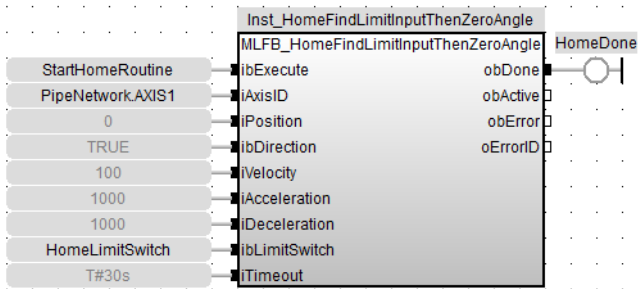 Inst_HomeFindLimitInputThenZeroAngle
MLFB_HomeFindLimitInputThenZeroAngle HomeDone
StartHomeRoutine ibExecute obDone
PipeNetwork.AXIS1 iAxisID obActive
0 iPosition obError
TRUE ibDirection oErrorID
100 iVelocity
1000 iAcceleration
1000 iDeceleration
HomeLimitSwitch ibLimitSwitch
T#30s iTimeout